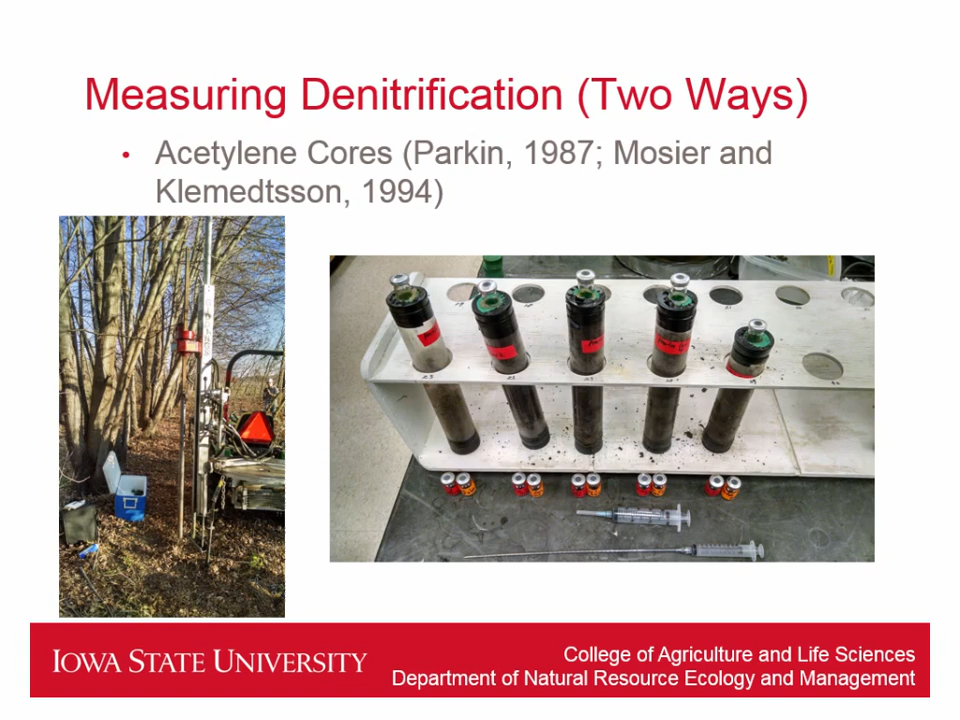 Measuring Denitrification (Two Ways)
• Acetylene Cores (Parkin, 1987; Mosier and
Klemedtsson, 1994)
IOWA STATE UNIVERSITY
College of Agriculture and Life Sciences
Department of Natural Resource Ecology and Management